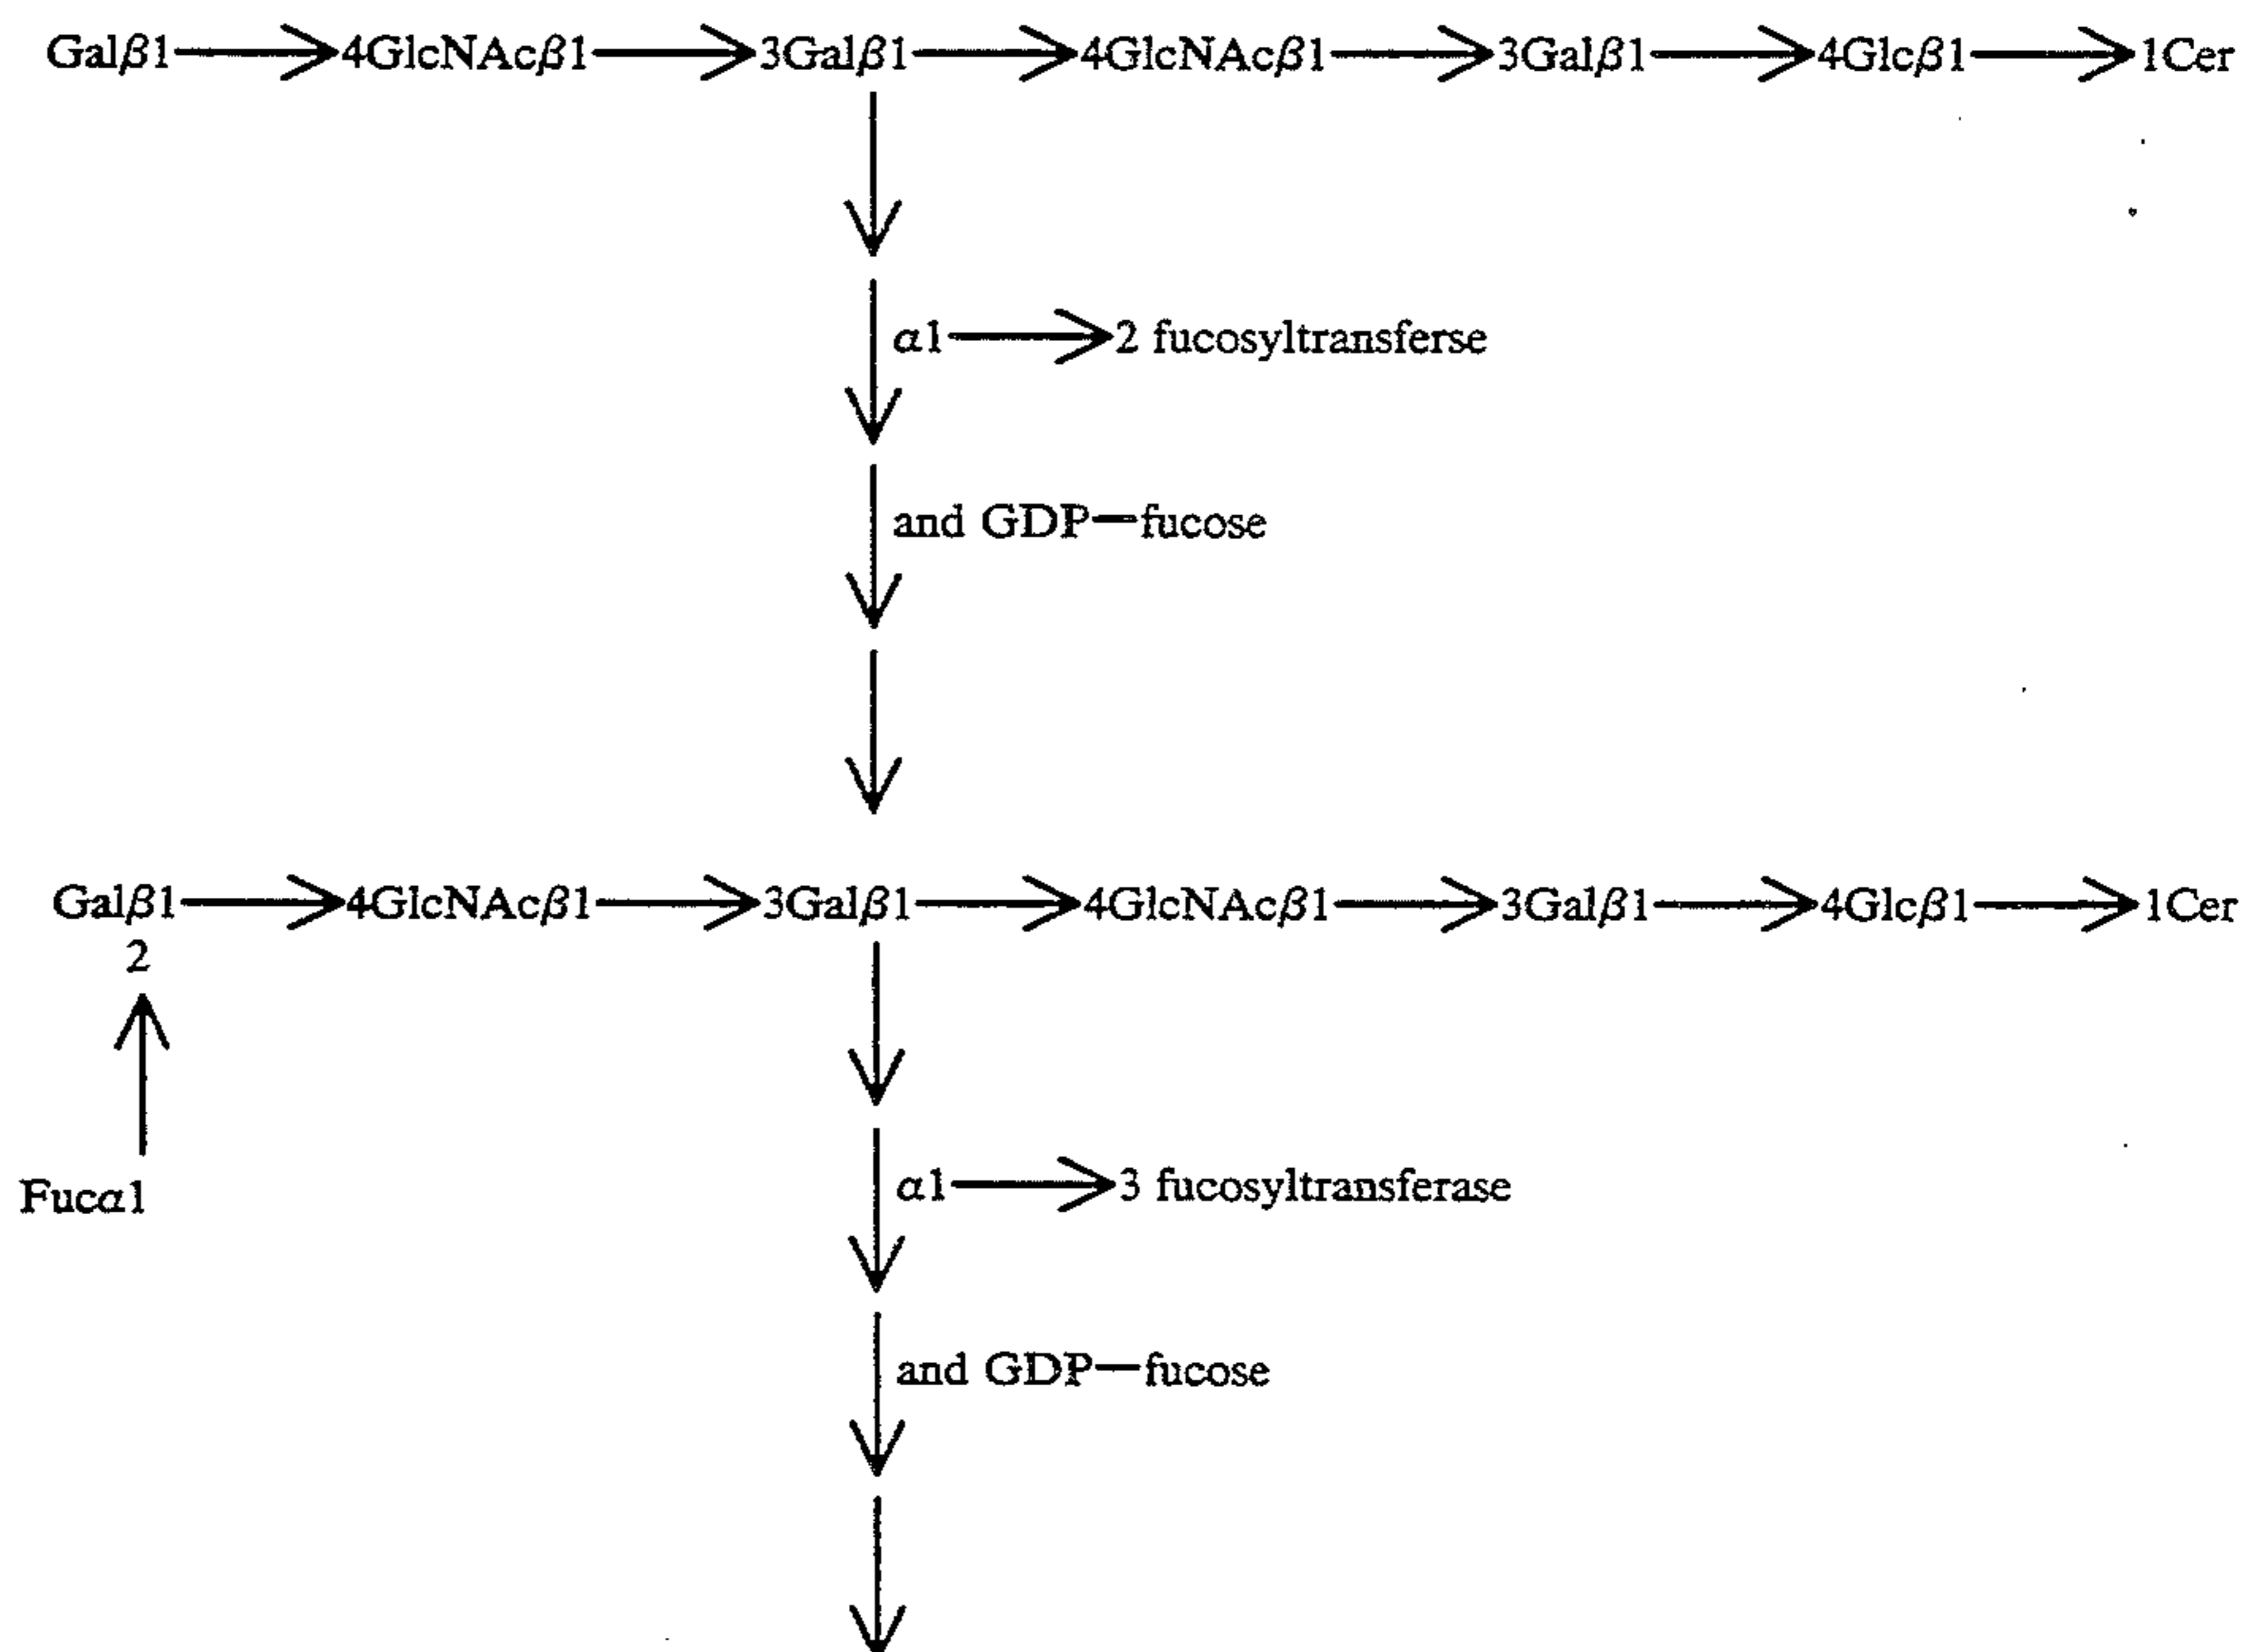 Galβ1⟶4GlcNAcβ1⟶3Galβ1⟶4GlcNAcβ1⟶3Galβ1⟶4Glcβ1⟶1Cer
α1⟶2 fucosyltransferse
and GDP—fucose
Galβ1⟶4GlcNAcβ1⟶3Galβ1⟶4GlcNAcβ1⟶3Galβ1⟶4Glcβ1⟶1Cer
2
Fucα1
α1⟶3 fucosyltransferase
and GDP—fucose